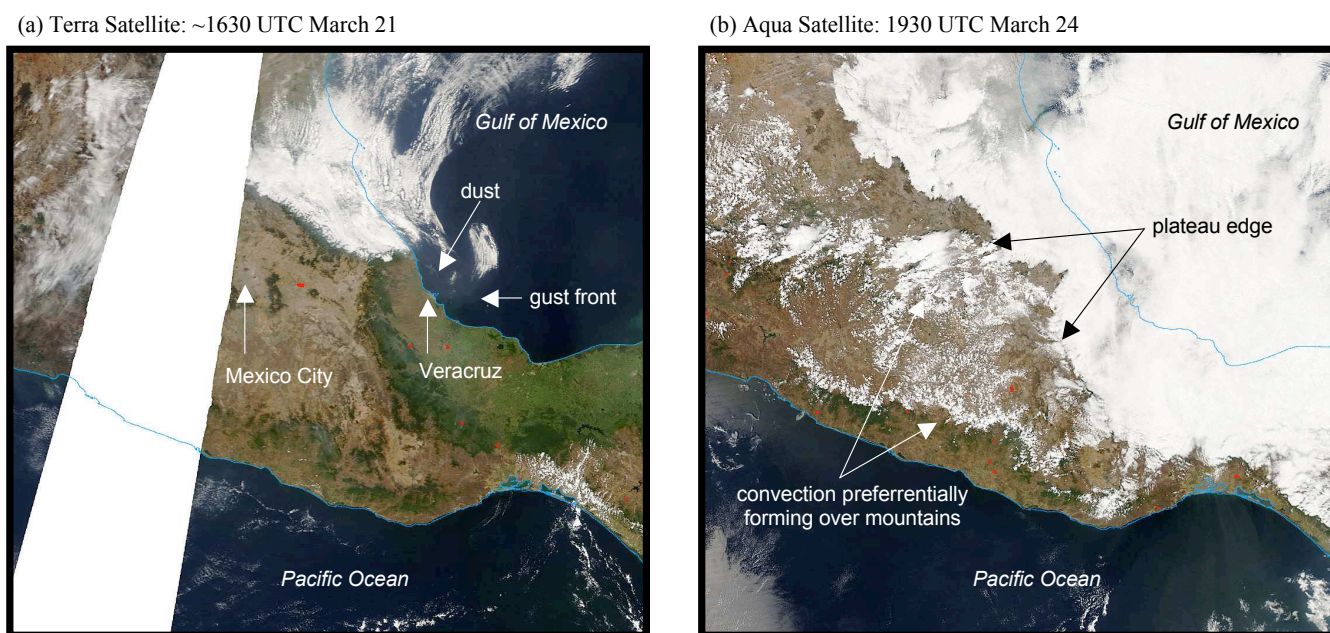 (a) Terra Satellite: ~1630 UTC March 21
Gulf of Mexico
dust
gust front
Mexico City
Veracruz
Pacific Ocean
(b) Aqua Satellite: 1930 UTC March 24
Gulf of Mexico
plateau edge
convection preferrentially
forming over mountains
Pacific Ocean